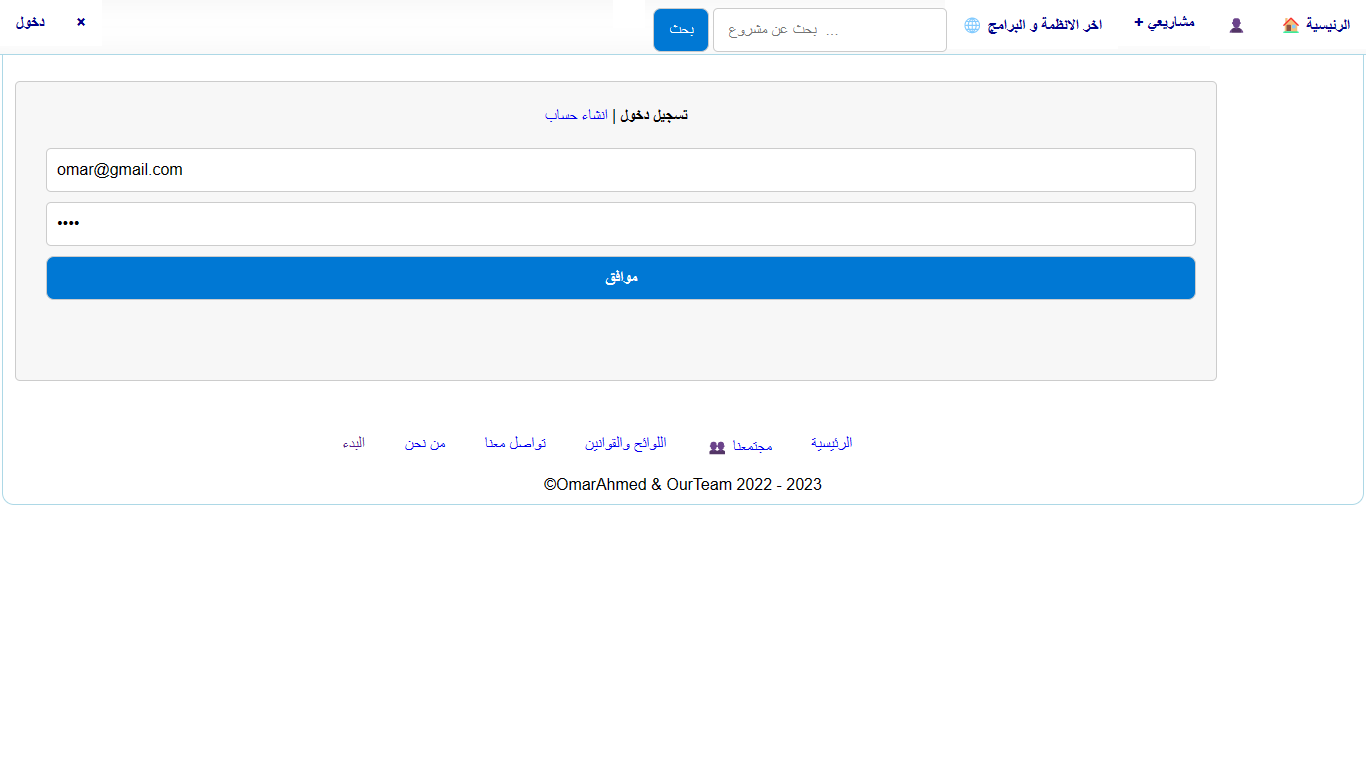 الرئيسية 🏠 👤 مشاريعي + اخر الانظمة و البرامج 🌐 بحث عن مشروع ... بحث × دخول
تسجيل دخول | انشاء حساب
omar@gmail.com
••••
موافق
الرئيسية مجتمعنا 👥 اللوائح والقوانين تواصل معنا من نحن البدء
©OmarAhmed & OurTeam 2022 - 2023